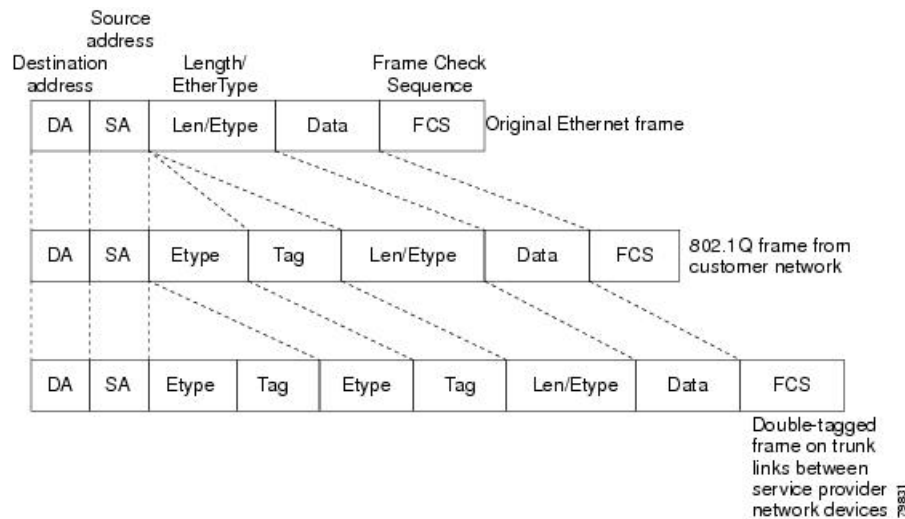 Source
address
Destination
address
Length/
EtherType
Frame Check
Sequence
DA SA Len/Etype Data FCS Original Ethernet frame
DA SA Etype Tag Len/Etype Data FCS
802.1Q frame from
customer network
DA SA Etype Tag Etype Tag Len/Etype Data FCS
Double-tagged
frame on trunk
links between
service provider
network devices
79831